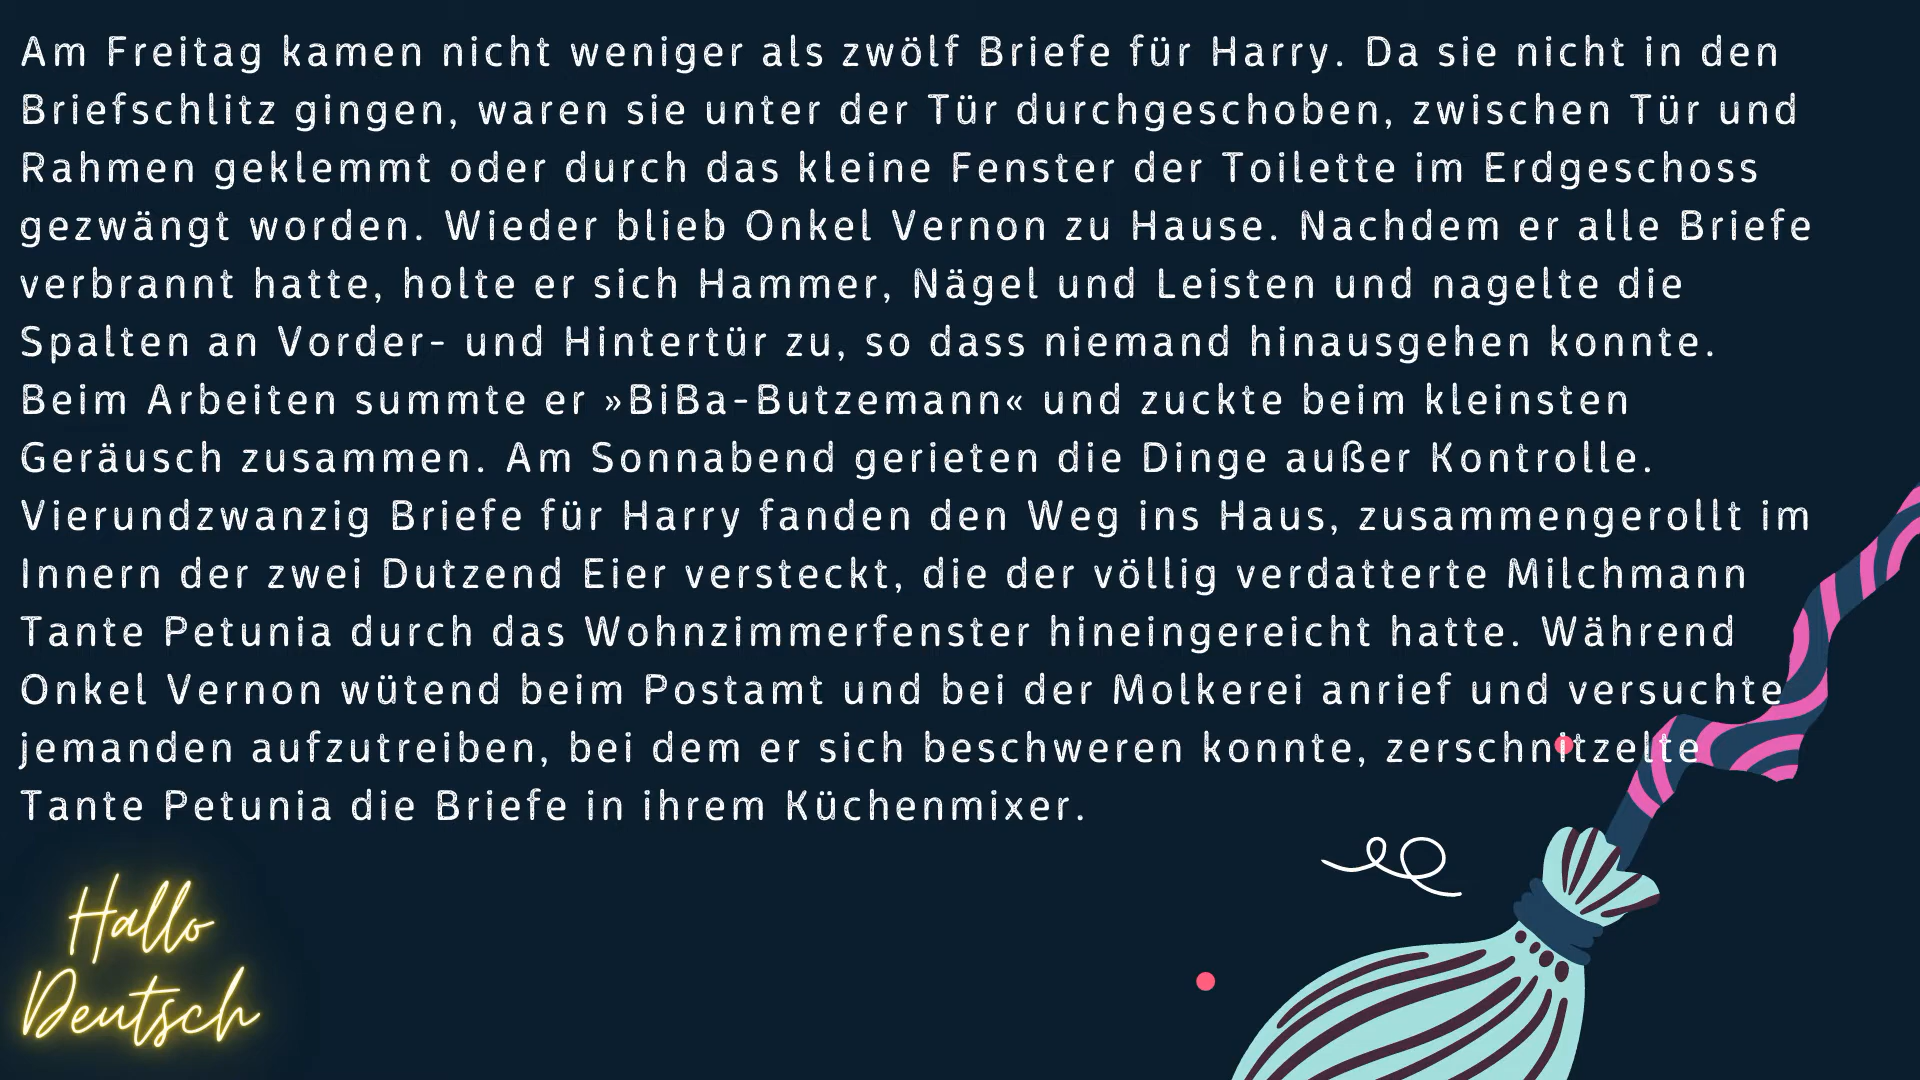 Am Freitag kamen nicht weniger als zwölf Briefe für Harry. Da sie nicht in den
Briefschlitz gingen, waren sie unter der Tür durchgeschoben, zwischen Tür und
Rahmen geklemmt oder durch das kleine Fenster der Toilette im Erdgeschoss
gezwängt worden. Wieder blieb Onkel Vernon zu Hause. Nachdem er alle Briefe
verbrannt hatte, holte er sich Hammer, Nägel und Leisten und nagelte die
Spalten an Vorder- und Hintertür zu, so dass niemand hinausgehen konnte.
Beim Arbeiten summte er »BiBa-Butzemann« und zuckte beim kleinsten
Geräusch zusammen. Am Sonnabend gerieten die Dinge außer Kontrolle.
Vierundzwanzig Briefe für Harry fanden den Weg ins Haus, zusammengerollt im
Innern der zwei Dutzend Eier versteckt, die der völlig verdatterte Milchmann
Tante Petunia durch das Wohnzimmerfenster hineingereicht hatte. Während
Onkel Vernon wütend beim Postamt und bei der Molkerei anrief und versuchte
jemanden aufzutreiben, bei dem er sich beschweren konnte, zerschnitzelte
Tante Petunia die Briefe in ihrem Küchenmixer.
Hallo
Deutsch